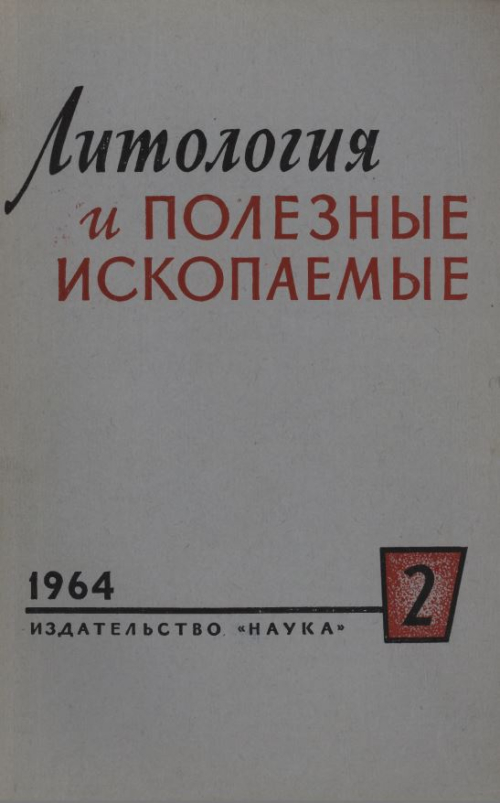 Литология
и ПОЛЕЗНЫЕ
ИСКОПАЕМЫЕ
1964
2
ИЗДАТЕЛЬСТВО «НАУКА»